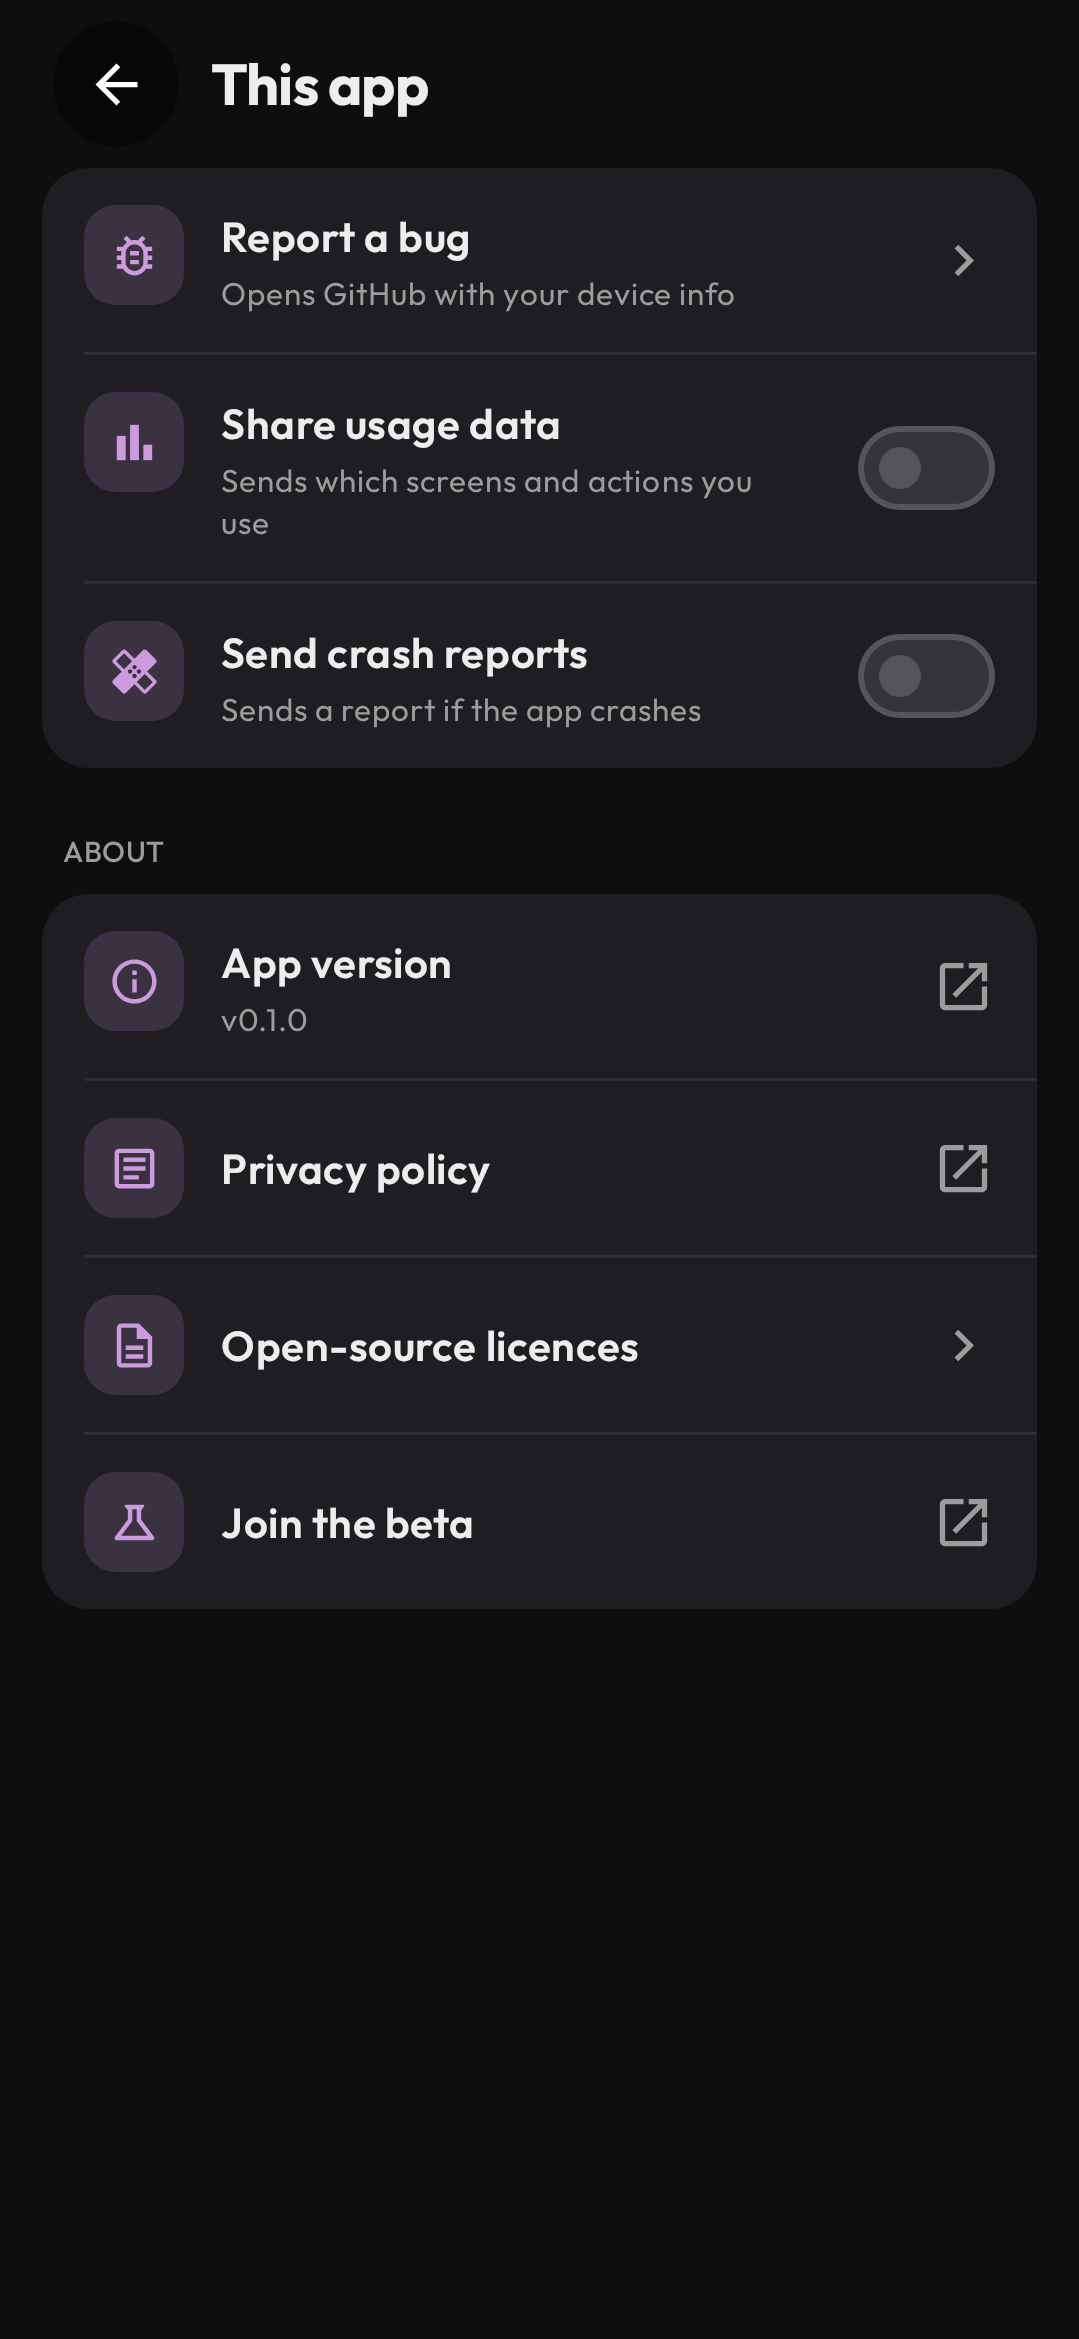 This app
Report a bug
Opens GitHub with your device info
Share usage data
Sends which screens and actions you
use
Send crash reports
Sends a report if the app crashes
ABOUT
App version
v0.1.0
Privacy policy
Open-source licences
Join the beta